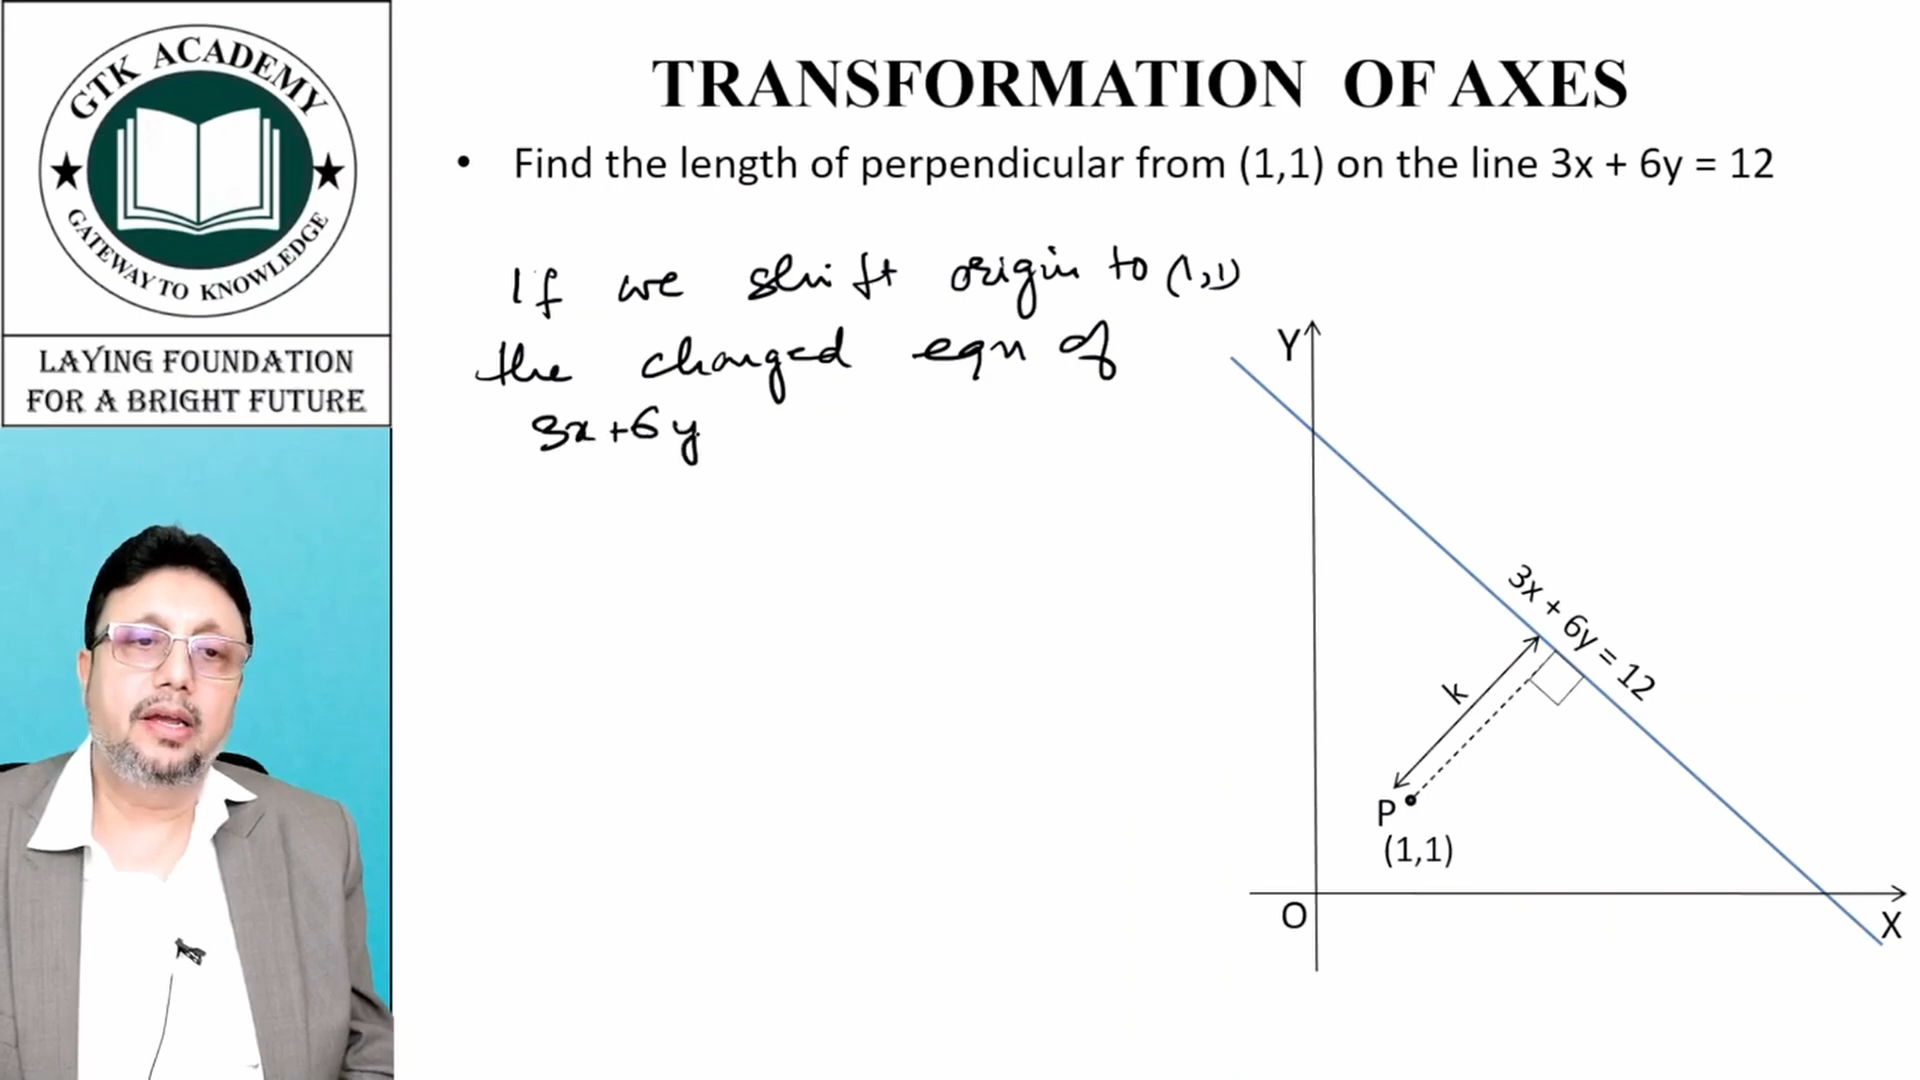 GTK ACADEMY
GATEWAY TO KNOWLEDGE
LAYING FOUNDATION
FOR A BRIGHT FUTURE
TRANSFORMATION OF AXES
• Find the length of perpendicular from (1,1) on the line 3x + 6y = 12
If we shift origin to (1,1)
the changed eqn of
3x+6y
Y
3x + 6y = 12
k
P
(1,1)
O
X